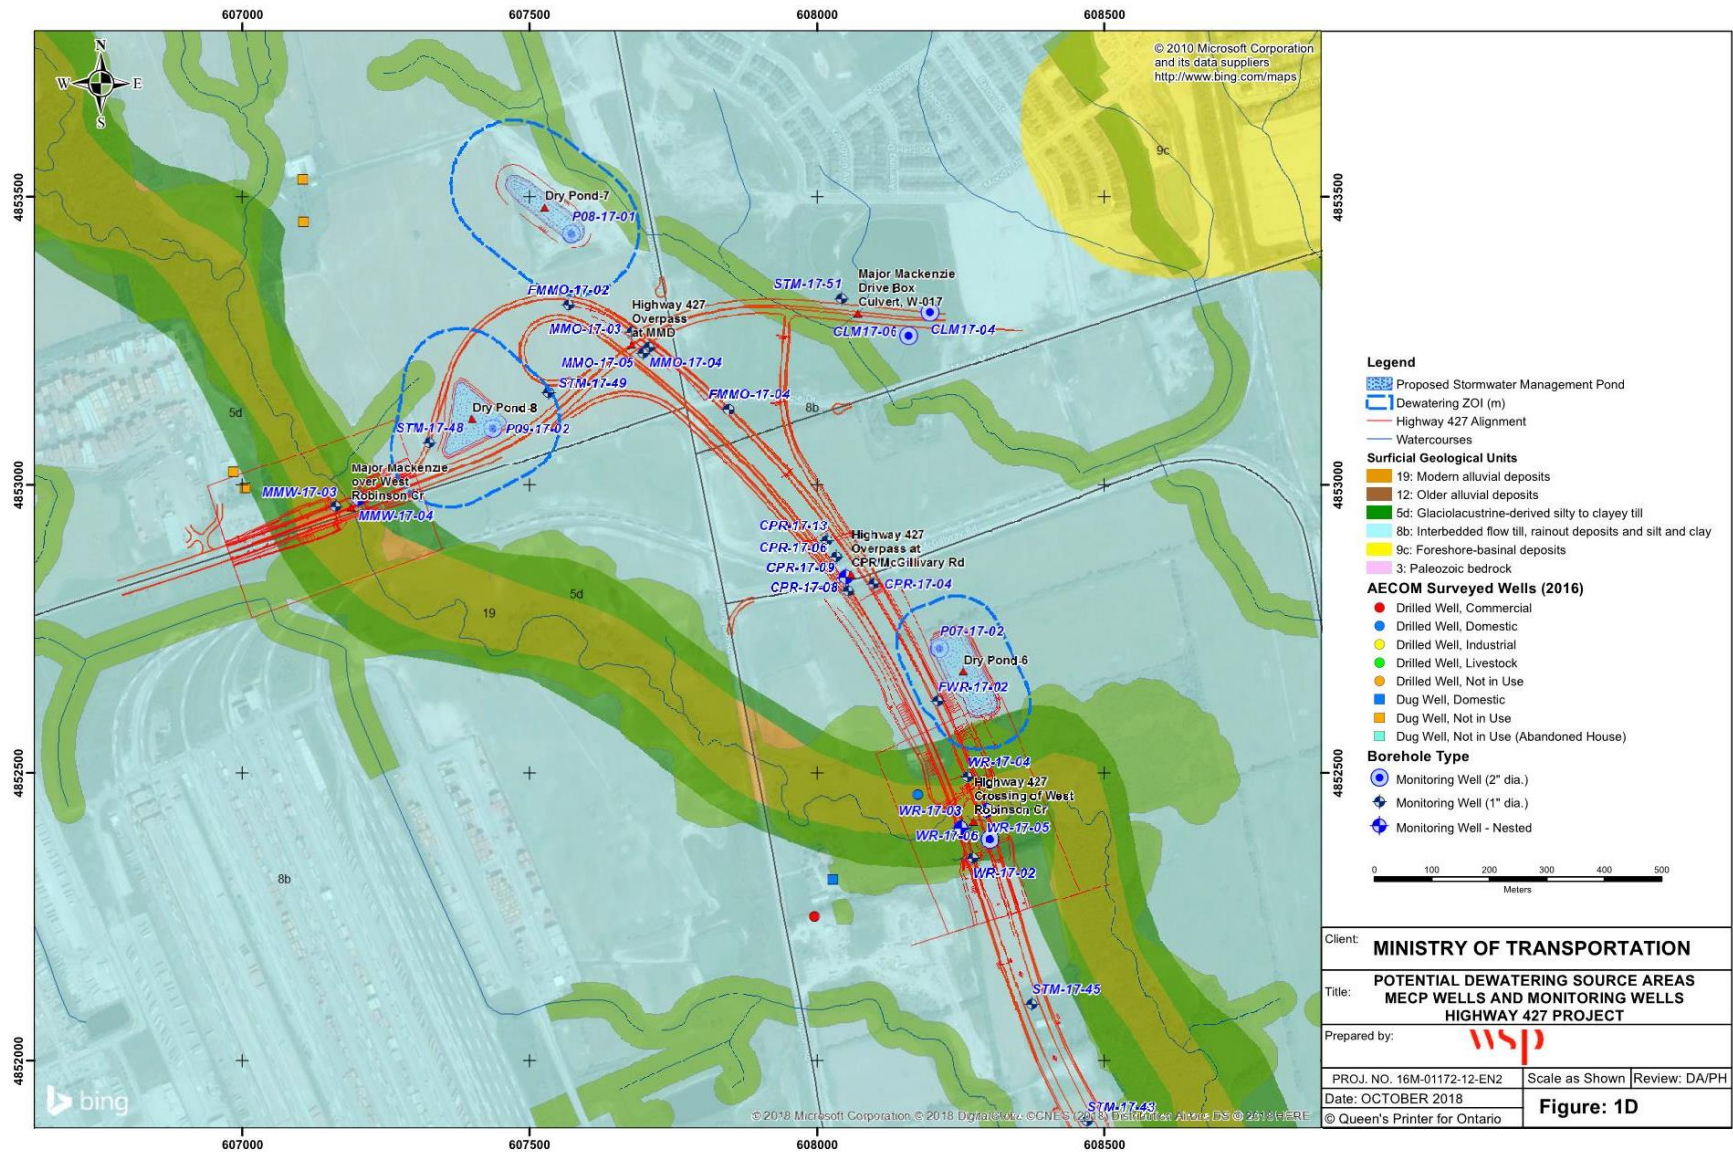 607000
607500
608000
608500
N
W
E
S
© 2010 Microsoft Corporation
and its data suppliers
http://www.bing.com/maps
9c
4853500
4853500
Dry Pond-7
P08-17-01
STM-17-51
Major Mackenzie
Drive Box
Culvert, W-017
FMMO-17-02
Highway 427
Overpass
at MMD
MMO-17-03
CLM17-06
CLM17-04
MMO-17-05
MMO-17-04
STM-17-49
FMMO-17-04
5d
Dry Pond-8
8b
STM-17-48
P09-17-02
4853000
4853000
Major Mackenzie
over West
Robinson Cr
MMW-17-03
MMW-17-04
CPR-17-13
CPR-17-06
CPR-17-09
CPR-17-08
Highway 427
Overpass at
CPR/McGillivary Rd
CPR-17-04
5d
19
P07-17-02
Dry Pond-6
FWR-17-02
4852500
4852500
WR-17-04
Highway 427
Crossing of West
Robinson Cr
WR-17-03
WR-17-05
WR-17-06
WR-17-02
8b
STM-17-45
4852000
STM-17-43
bing
© 2018 Microsoft Corporation © 2018 DigitalGlobe ©CNES (2018) Distribution Airbus DS © 2018 HERE
607000
607500
608000
608500
Legend
Proposed Stormwater Management Pond
Dewatering ZOI (m)
Highway 427 Alignment
Watercourses
Surficial Geological Units
19: Modern alluvial deposits
12: Older alluvial deposits
5d: Glaciolacustrine-derived silty to clayey till
8b: Interbedded flow till, rainout deposits and silt and clay
9c: Foreshore-basinal deposits
3: Paleozoic bedrock
AECOM Surveyed Wells (2016)
Drilled Well, Commercial
Drilled Well, Domestic
Drilled Well, Industrial
Drilled Well, Livestock
Drilled Well, Not in Use
Dug Well, Domestic
Dug Well, Not in Use
Dug Well, Not in Use (Abandoned House)
Borehole Type
Monitoring Well (2" dia.)
Monitoring Well (1" dia.)
Monitoring Well - Nested
0 100 200 300 400 500
Meters
Client: MINISTRY OF TRANSPORTATION
Title: POTENTIAL DEWATERING SOURCE AREAS
MECP WELLS AND MONITORING WELLS
HIGHWAY 427 PROJECT
Prepared by:
wsp
PROJ. NO. 16M-01172-12-EN2
Scale as Shown
Review: DA/PH
Date: OCTOBER 2018
Figure: 1D
© Queen's Printer for Ontario